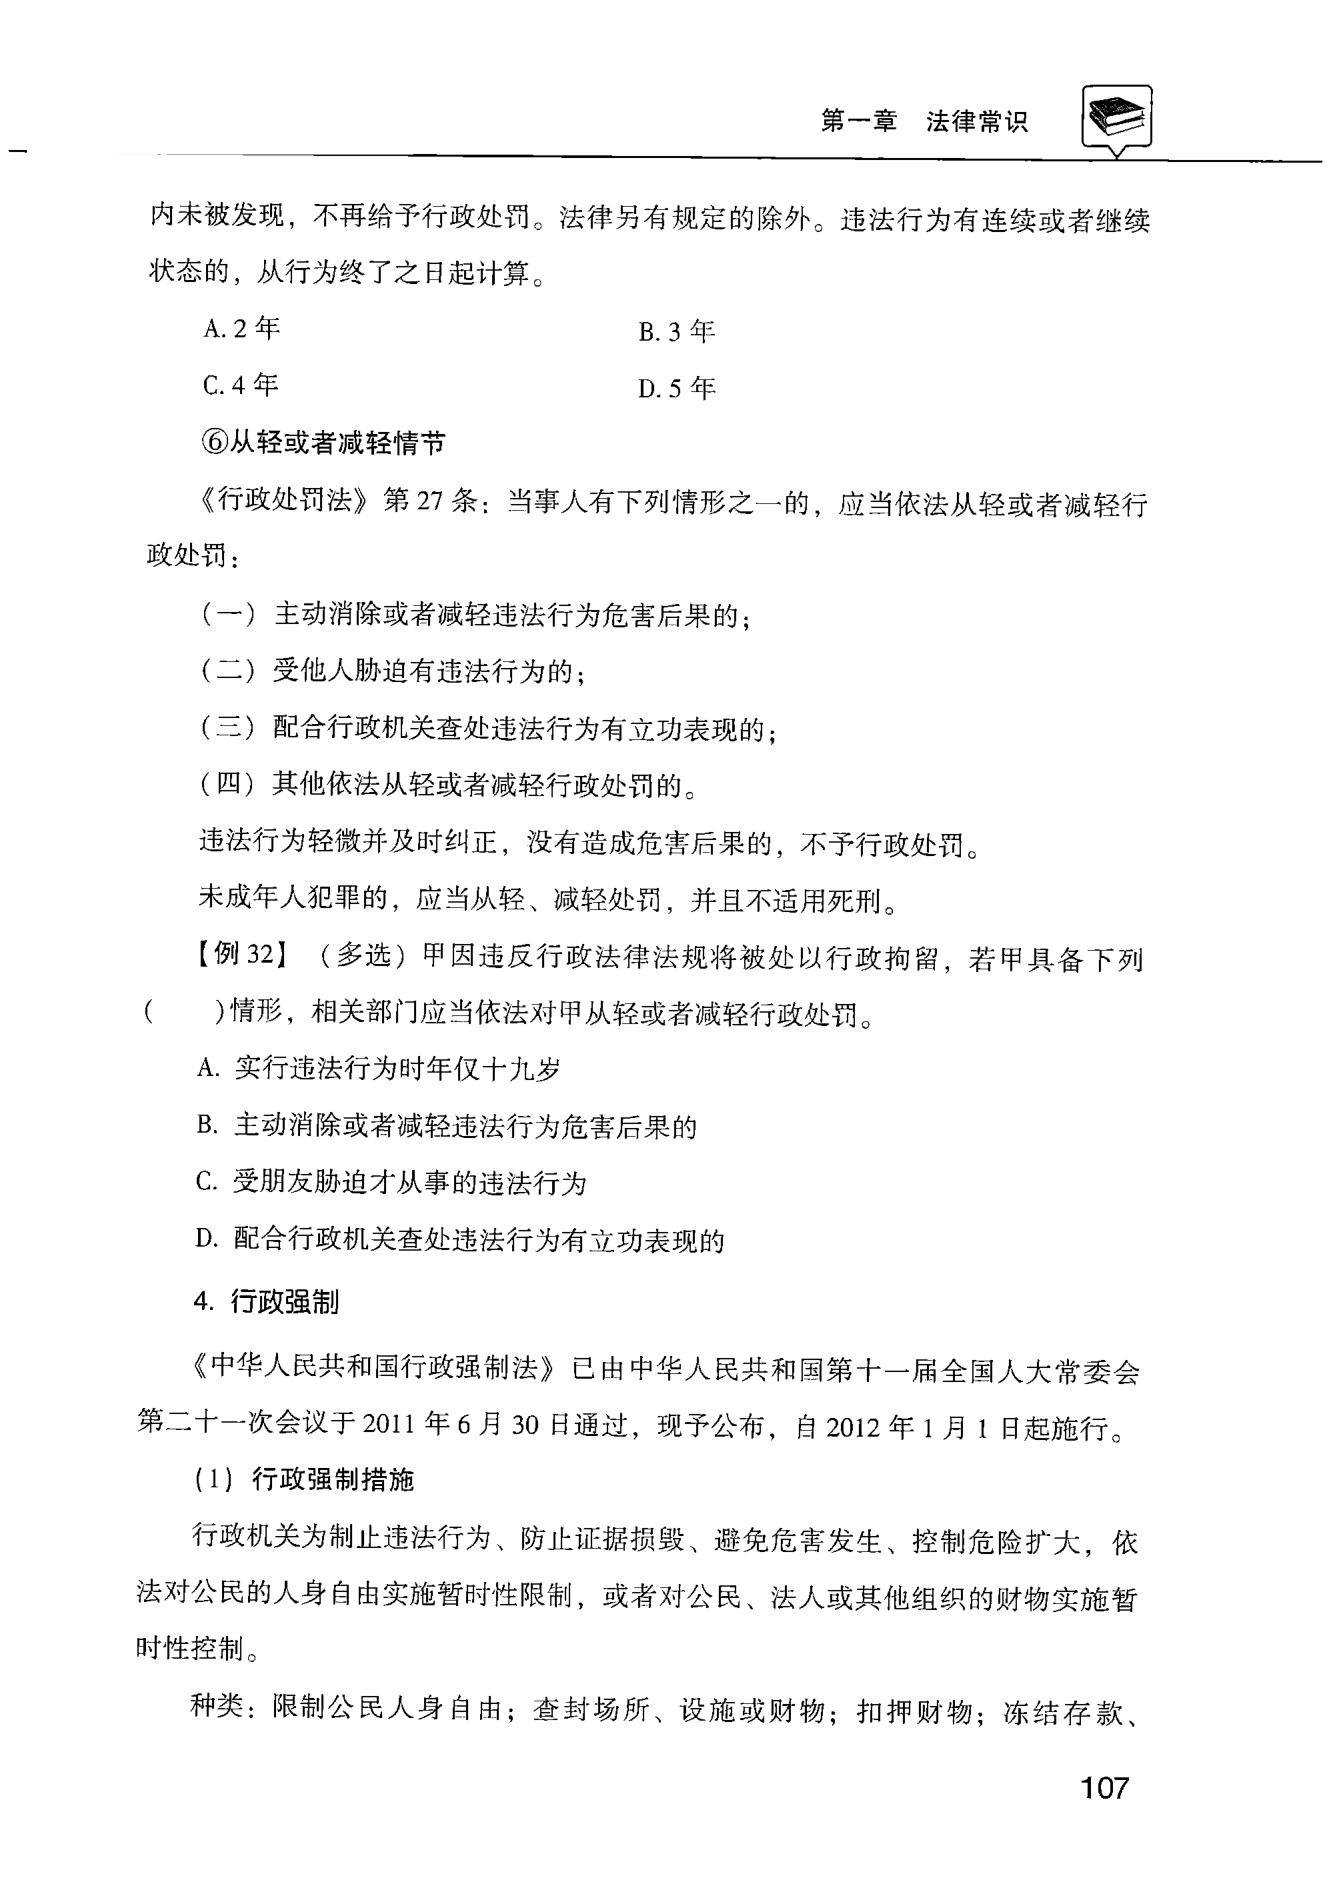 第一章 法律常识
内未被发现，不再给予行政处罚。法律另有规定的除外。违法行为有连续或者继续
状态的，从行为终了之日起计算。
A. 2 年
B. 3 年
C. 4 年
D. 5 年
⑥从轻或者减轻情节
《行政处罚法》第 27 条：当事人有下列情形之一的，应当依法从轻或者减轻行
政处罚：
（一）主动消除或者减轻违法行为危害后果的；
（二）受他人胁迫有违法行为的；
（三）配合行政机关查处违法行为有立功表现的；
（四）其他依法从轻或者减轻行政处罚的。
违法行为轻微并及时纠正，没有造成危害后果的，不予行政处罚。
未成年人犯罪的，应当从轻、减轻处罚，并且不适用死刑。
【例 32】（多选）甲因违反行政法律法规将被处以行政拘留，若甲具备下列
(　　)情形，相关部门应当依法对甲从轻或者减轻行政处罚。
A. 实行违法行为时年仅十九岁
B. 主动消除或者减轻违法行为危害后果的
C. 受朋友胁迫才从事的违法行为
D. 配合行政机关查处违法行为有立功表现的
4. 行政强制
《中华人民共和国行政强制法》已由中华人民共和国第十一届全国人大常委会
第二十一次会议于 2011 年 6 月 30 日通过，现予公布，自 2012 年 1 月 1 日起施行。
(1) 行政强制措施
行政机关为制止违法行为、防止证据损毁、避免危害发生、控制危险扩大，依
法对公民的人身自由实施暂时性限制，或者对公民、法人或其他组织的财物实施暂
时性控制。
种类：限制公民人身自由；查封场所、设施或财物；扣押财物；冻结存款、
107